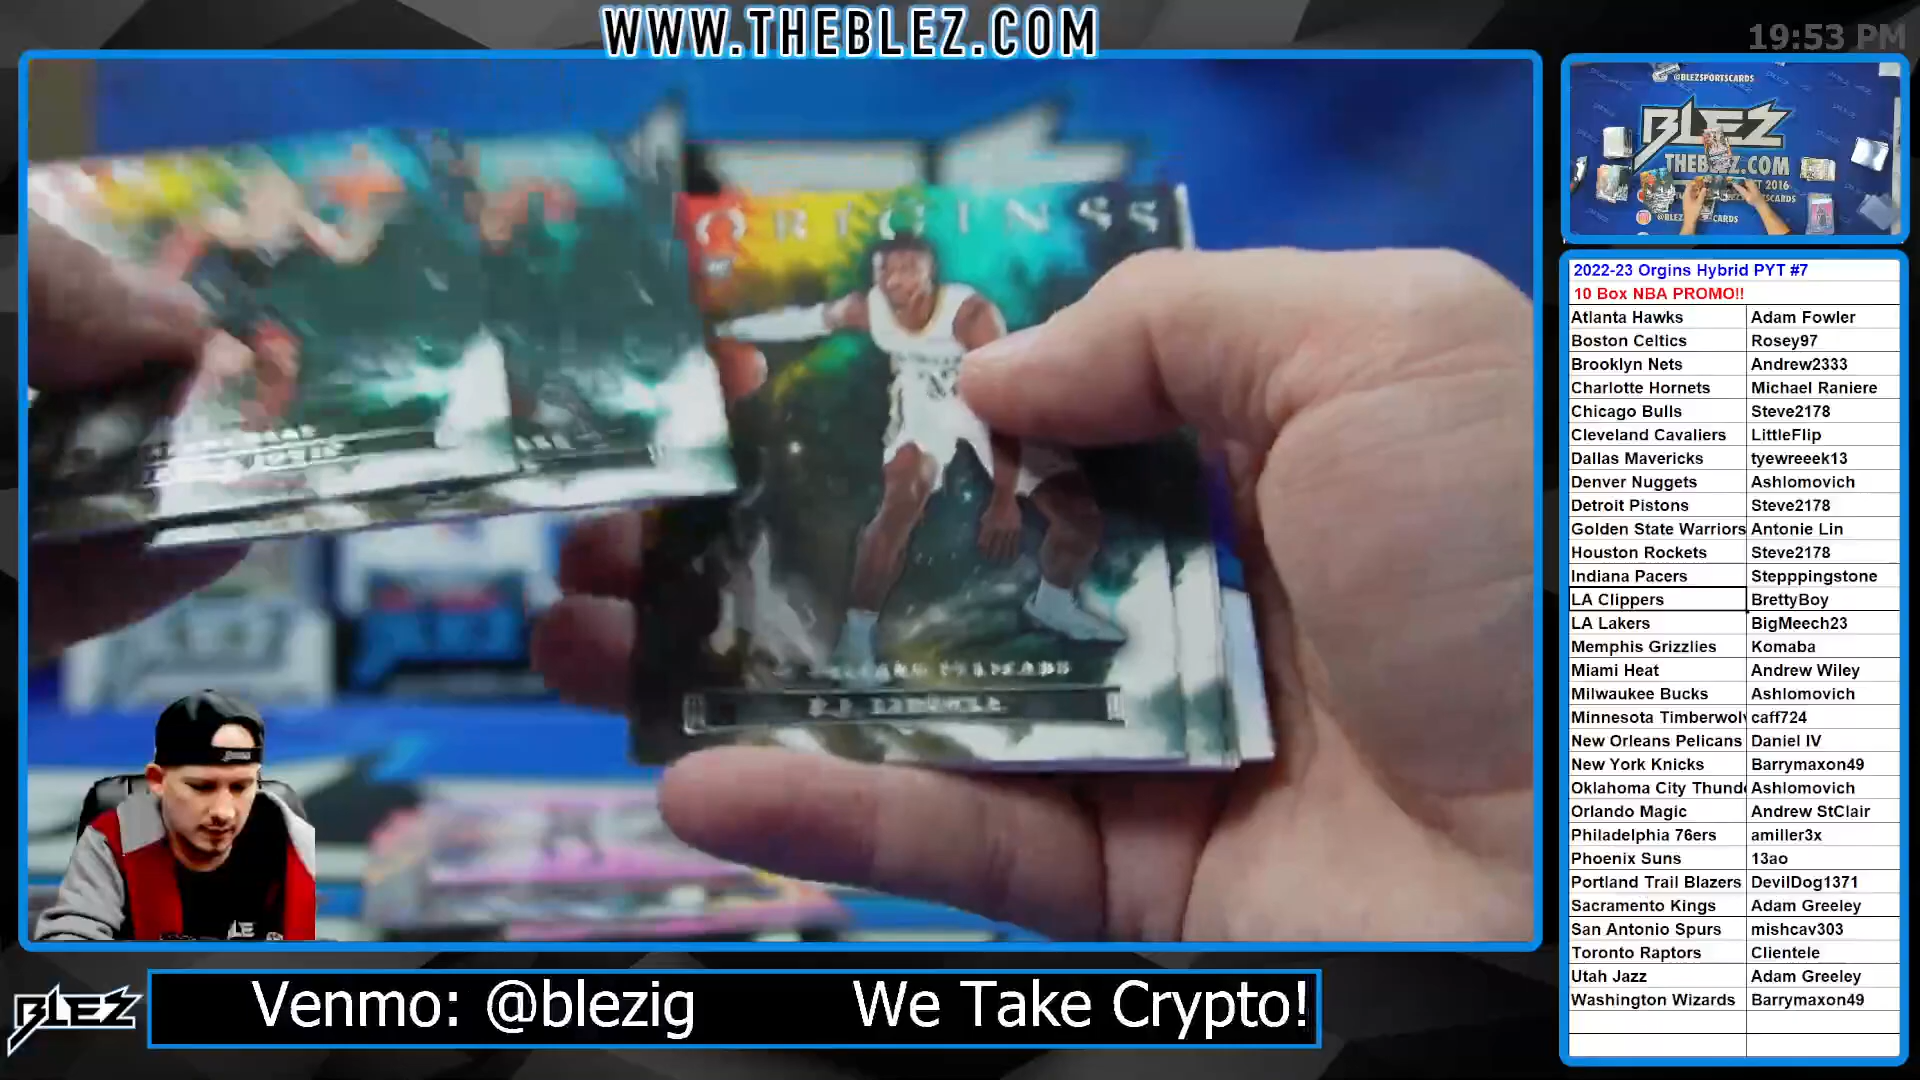 WWW.THEBLEZ.COM
19:53 PM
@BLEZSPORTSCARDS
BLEZ
THEBLEZ.COM
ORIGINS
2022-23 Orgins Hybrid PYT #7
10 Box NBA PROMO!!
Atlanta Hawks Adam Fowler
Boston Celtics Rosey97
Brooklyn Nets Andrew2333
Charlotte Hornets Michael Raniere
Chicago Bulls Steve2178
Cleveland Cavaliers LittleFlip
Dallas Mavericks tyewreeek13
Denver Nuggets Ashlomovich
Detroit Pistons Steve2178
Golden State Warriors Antonie Lin
Houston Rockets Steve2178
Indiana Pacers Stepppingstone
LA Clippers BrettyBoy
LA Lakers BigMeech23
Memphis Grizzlies Komaba
Miami Heat Andrew Wiley
Milwaukee Bucks Ashlomovich
Minnesota Timberwolv caff724
New Orleans Pelicans Daniel IV
New York Knicks Barrymaxon49
Oklahoma City Thund Ashlomovich
Orlando Magic Andrew StClair
Philadelphia 76ers amiller3x
Phoenix Suns 13ao
Portland Trail Blazers DevilDog1371
Sacramento Kings Adam Greeley
San Antonio Spurs mishcav303
Toronto Raptors Clientele
Utah Jazz Adam Greeley
Washington Wizards Barrymaxon49
BLEZ
Venmo: @blezig We Take Crypto!